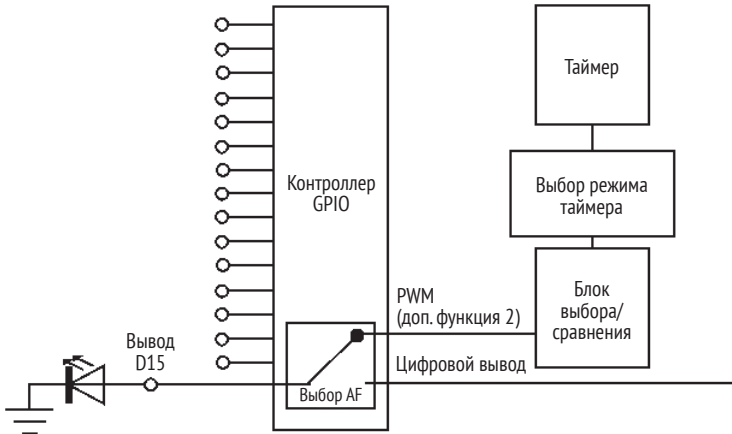 Таймер
Контроллер
GPIO
Выбор режима
таймера
PWM
(доп. функция 2)
Блок
выбора/
сравнения
Вывод
D15
Цифровой вывод
Выбор AF